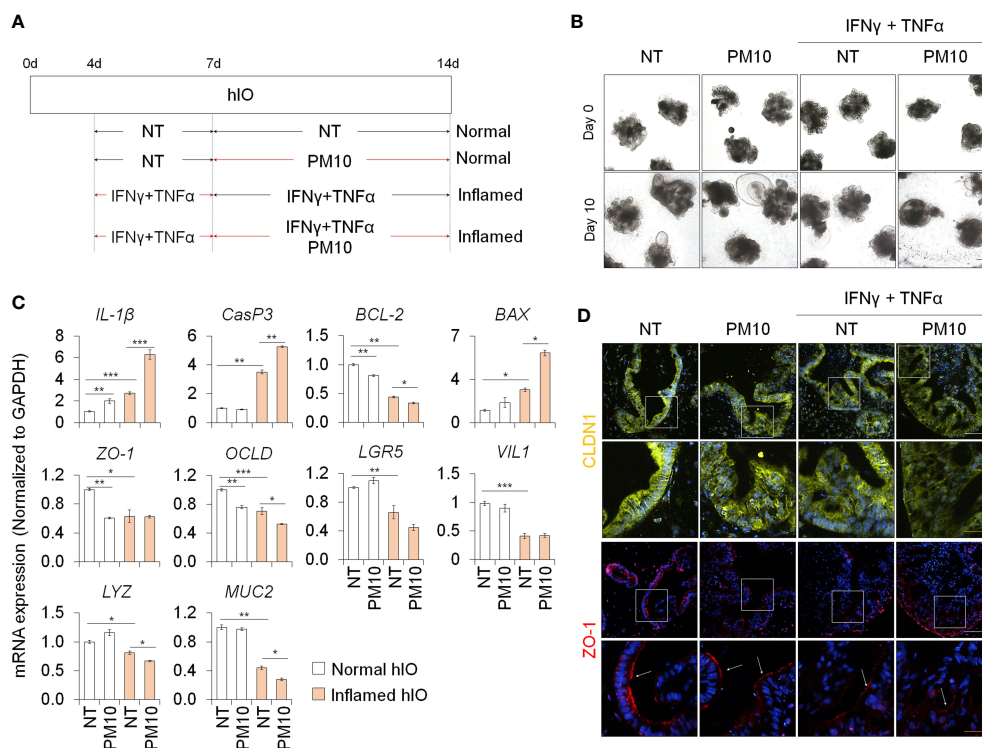 A
0d 4d 7d 14d
hIO
NT NT Normal
NT PM10 Normal
IFNγ+TNFα IFNγ+TNFα Inflamed
IFNγ+TNFα IFNγ+TNFα PM10 Inflamed
B
IFNγ + TNFα
NT PM10 NT PM10
Day 0
Day 10
C
mRNA expression (Normalized to GAPDH)
IL-1β CasP3 BCL-2 BAX
8 6 4 2 0
** *** ***
6 4 2 0
** **
1.5 1.0 0.5 0.0
** ** ** *
7 4 0
* *
ZO-1 OCLD LGR5 VIL1
1.2 0.8 0.4 0.0
* **
1.2 0.8 0.4 0.0
*** ** *
1.2 0.8 0.4 0.0
**
1.5 1.0 0.5 0
***
NT PM10 NT PM10
NT PM10 NT PM10
LYZ MUC2
1.5 1.0 0.5 0.0
* *
1.2 0.9 0.6 0.3 0.0
** *
NT PM10 NT PM10
NT PM10 NT PM10
Normal hIO
Inflamed hIO
D
IFNγ + TNFα
NT PM10 NT PM10
CLDN1
ZO-1